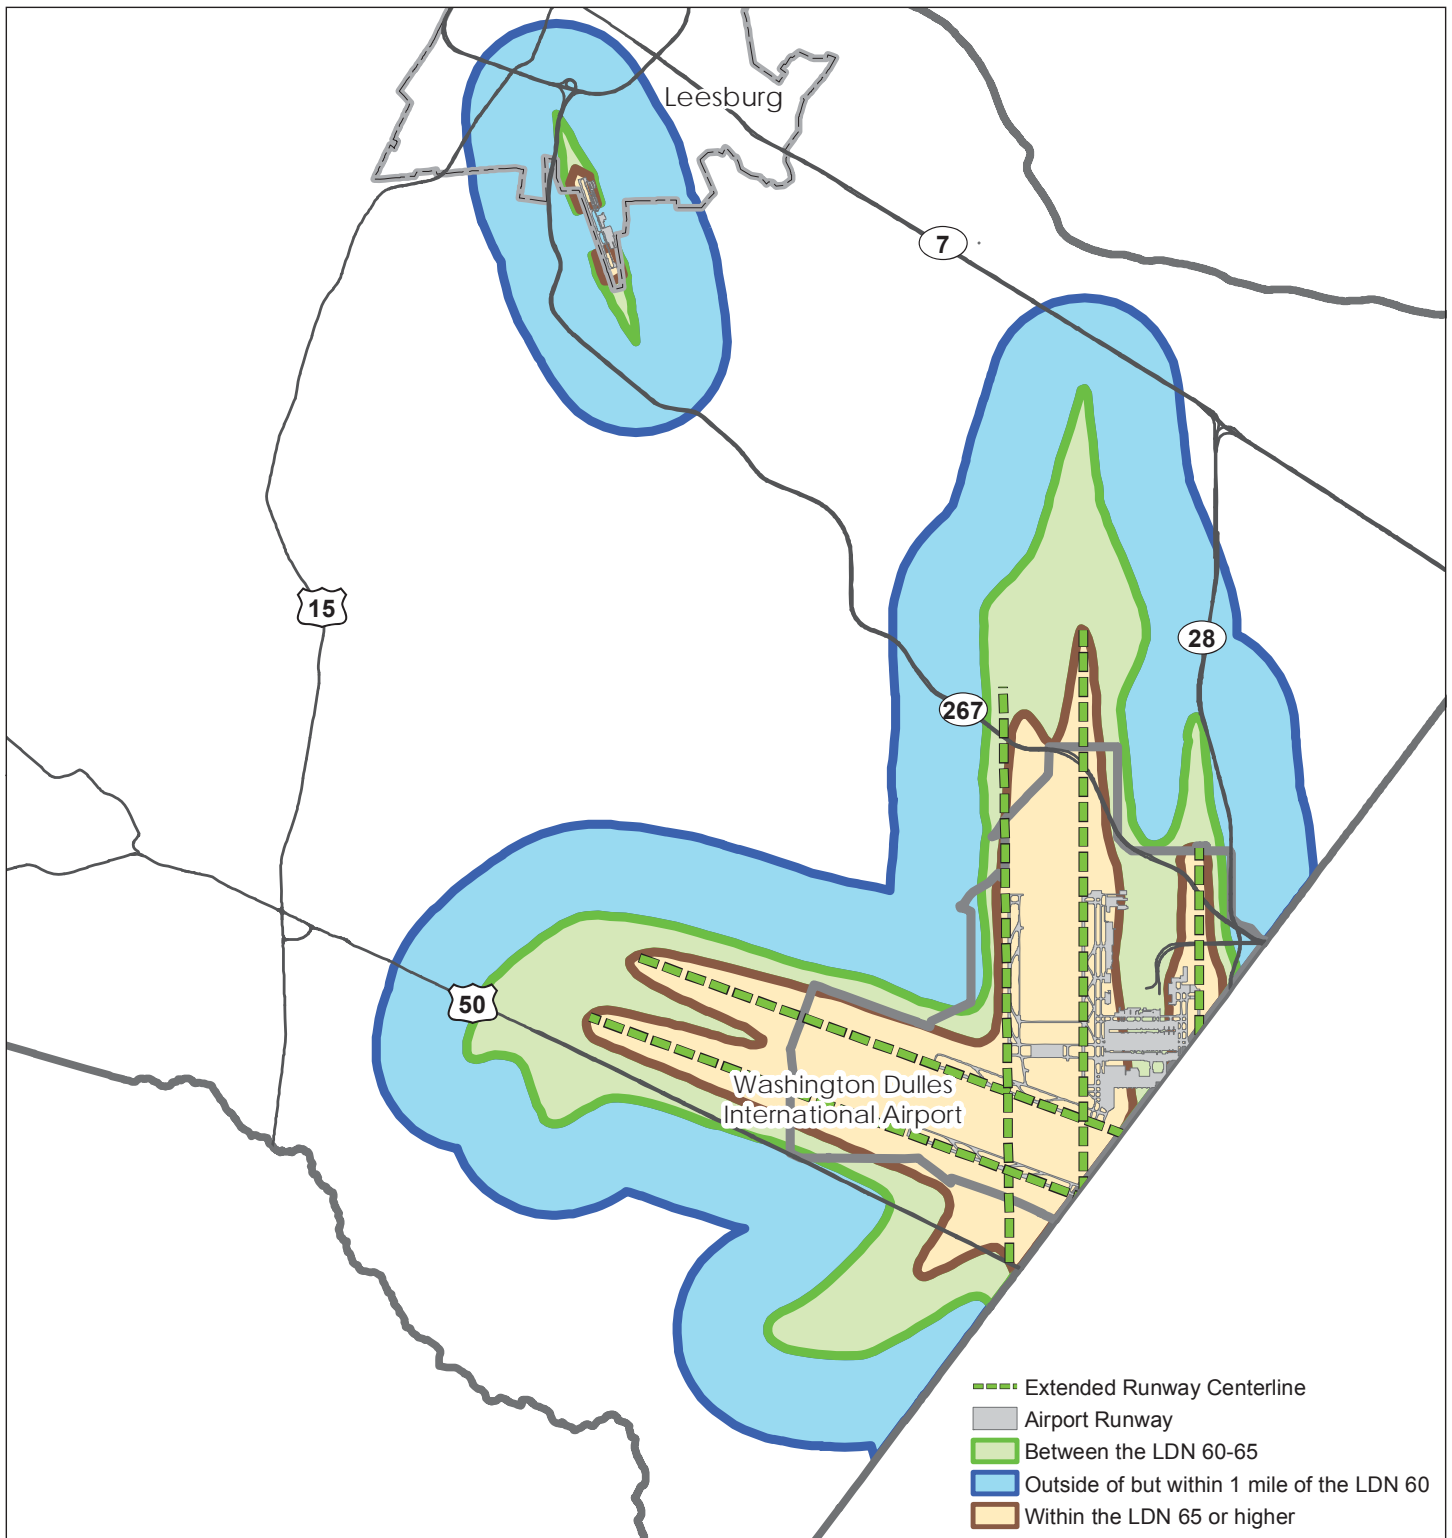 Leesburg
7
15
28
267
50
Washington Dulles
International Airport
Extended Runway Centerline
Airport Runway
Between the LDN 60-65
Outside of but within 1 mile of the LDN 60
Within the LDN 65 or higher